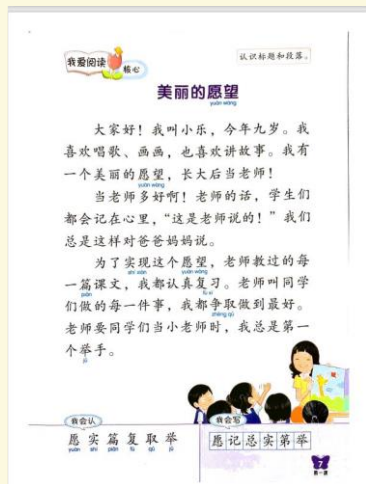 我爱阅读
核心
认识标题和段落。
美丽的愿望
yuàn wàng
大家好！我叫小乐，今年九岁。我
喜欢唱歌、画画，也喜欢讲故事。我有
一个美丽的愿望，长大后当老师！
yuàn wàng
当老师多好啊！老师的话，学生们
都会记在心里，“这是老师说的！”我们
总是这样对爸爸妈妈说。
为了实现这个愿望，老师教过的每
shí xiàn yuàn wàng
一篇课文，我都认真复习。老师叫同学
piān fù xí
们做的每一件事，我都争取做到最好。
zhēng qǔ
老师要同学们当小老师时，我总是第一
个举手。
jǔ
我会认
愿 实 篇 复 取 举
yuàn shí piān fù qǔ jǔ
我会写
愿 记 总 实 第 举
7
第一课